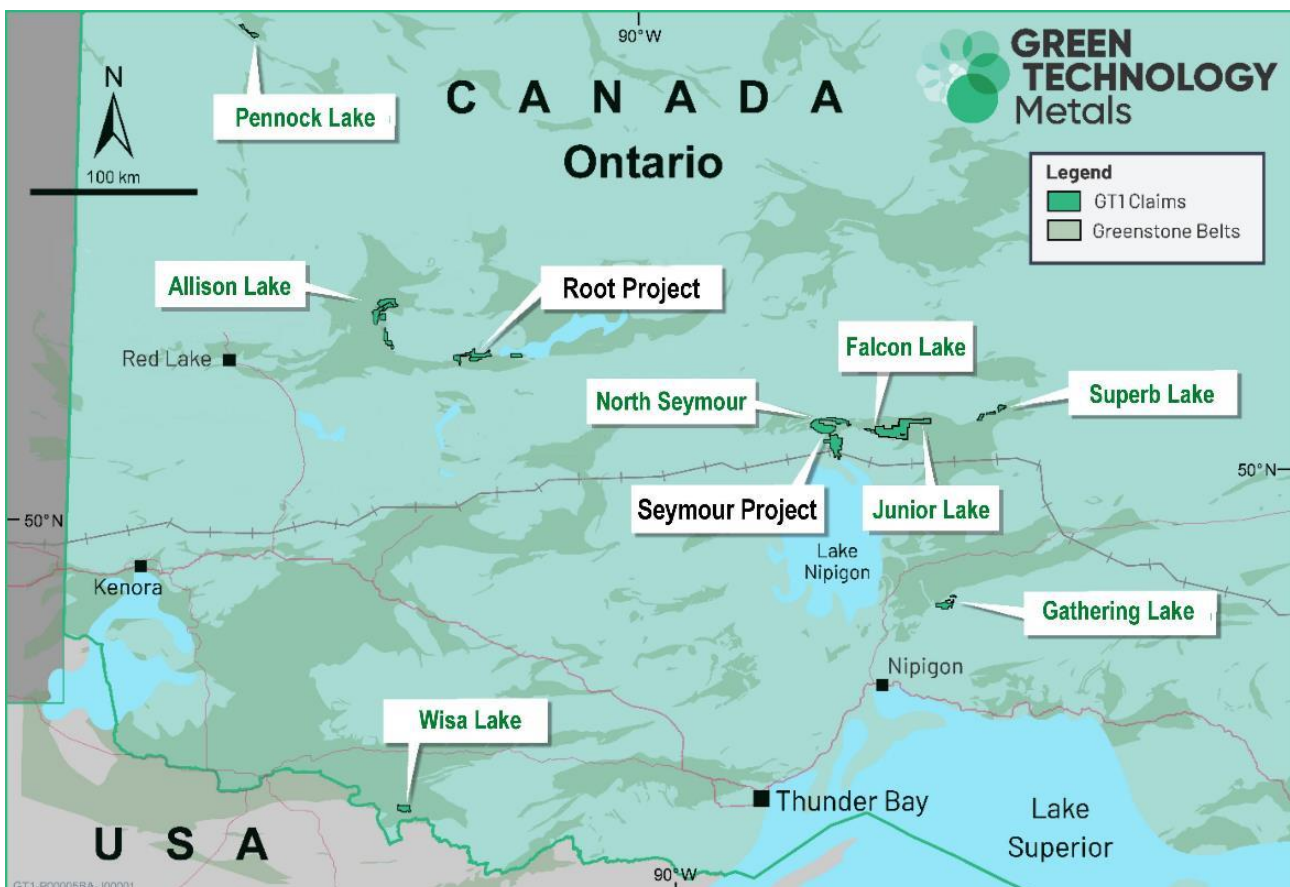 90°W
GREEN
TECHNOLOGY
Metals
N
Pennock Lake
CANADA
Ontario
100 km
Legend
GT1 Claims
Greenstone Belts
Allison Lake
Root Project
Red Lake
Falcon Lake
North Seymour
Superb Lake
50°N
Seymour Project
Junior Lake
50°N
Lake
Nipigon
Kenora
Gathering Lake
Nipigon
Wisa Lake
Thunder Bay
Lake
Superior
USA
90°W